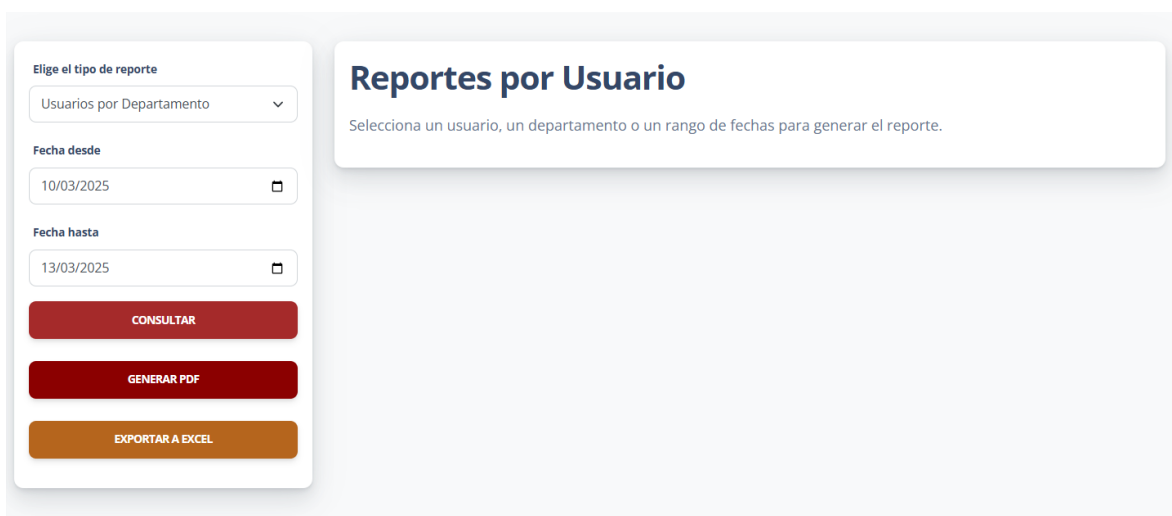 Elige el tipo de reporte
Usuarios por Departamento
Fecha desde
10/03/2025
Fecha hasta
13/03/2025
CONSULTAR
GENERAR PDF
EXPORTAR A EXCEL
Reportes por Usuario
Selecciona un usuario, un departamento o un rango de fechas para generar el reporte.